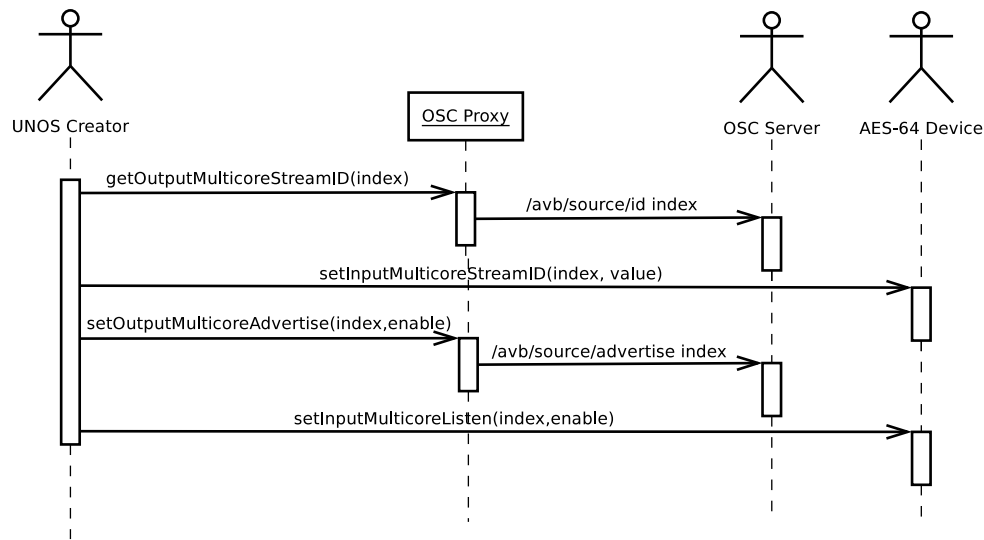 OSC Proxy
UNOS Creator
OSC Server
AES-64 Device
getOutputMulticoreStreamID(index)
/avb/source/id index
setInputMulticoreStreamID(index, value)
setOutputMulticoreAdvertise(index,enable)
/avb/source/advertise index
setInputMulticoreListen(index,enable)